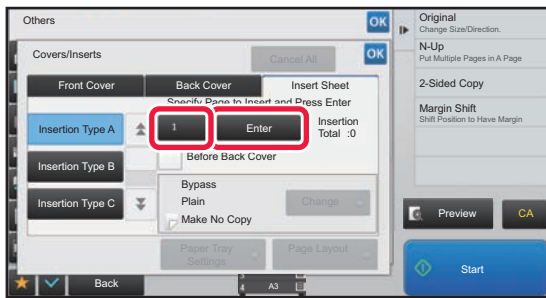 Others
OK
Covers/Inserts
Cancel All
OK
Front Cover
Back Cover
Insert Sheet
Specify Page to Insert and Press Enter
Insertion Type A
1
Enter
Insertion
Total :0
Before Back Cover
Insertion Type B
Bypass
Plain
Change
Insertion Type C
Make No Copy
Paper Tray
Settings
Page Layout
Back
3
4
A3
Original
Change Size/Direction.
N-Up
Put Multiple Pages in A Page
2-Sided Copy
Margin Shift
Shift Position to Have Margin
Preview
CA
Start